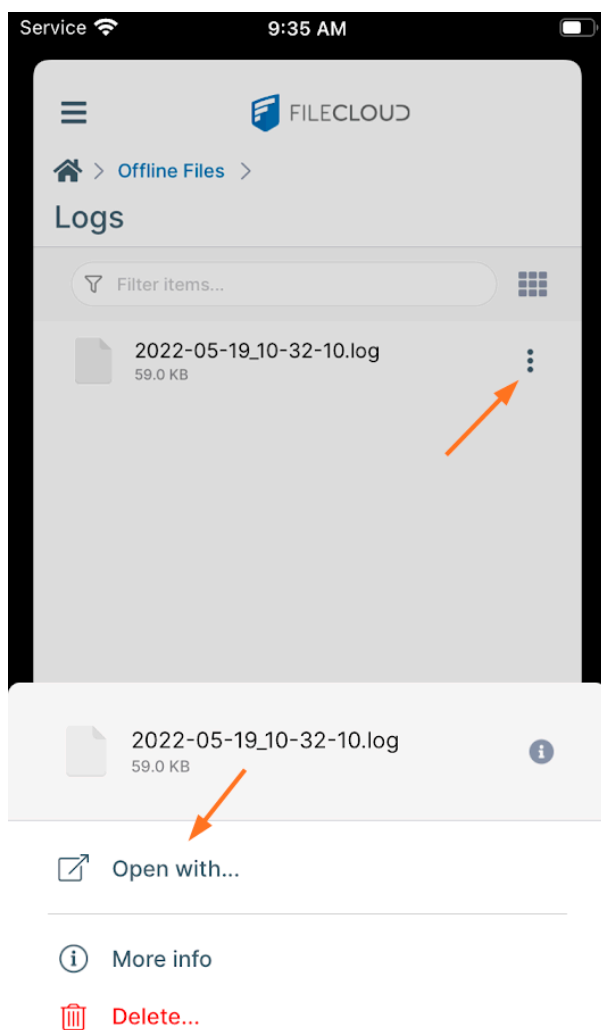 Service 9:35 AM
FILECLOUD
> Offline Files >
Logs
Filter items...
2022-05-19_10-32-10.log
59.0 KB
2022-05-19_10-32-10.log
59.0 KB
Open with...
More info
Delete...